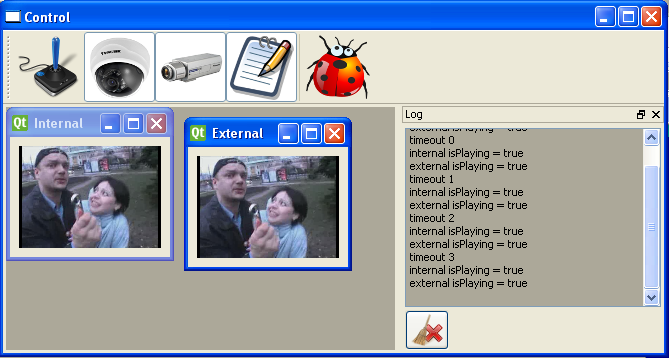 Control
Log
Qt Internal
Qt External
external isPlaying = true
timeout 0
internal isPlaying = true
external isPlaying = true
timeout 1
internal isPlaying = true
external isPlaying = true
timeout 2
internal isPlaying = true
external isPlaying = true
timeout 3
internal isPlaying = true
external isPlaying = true